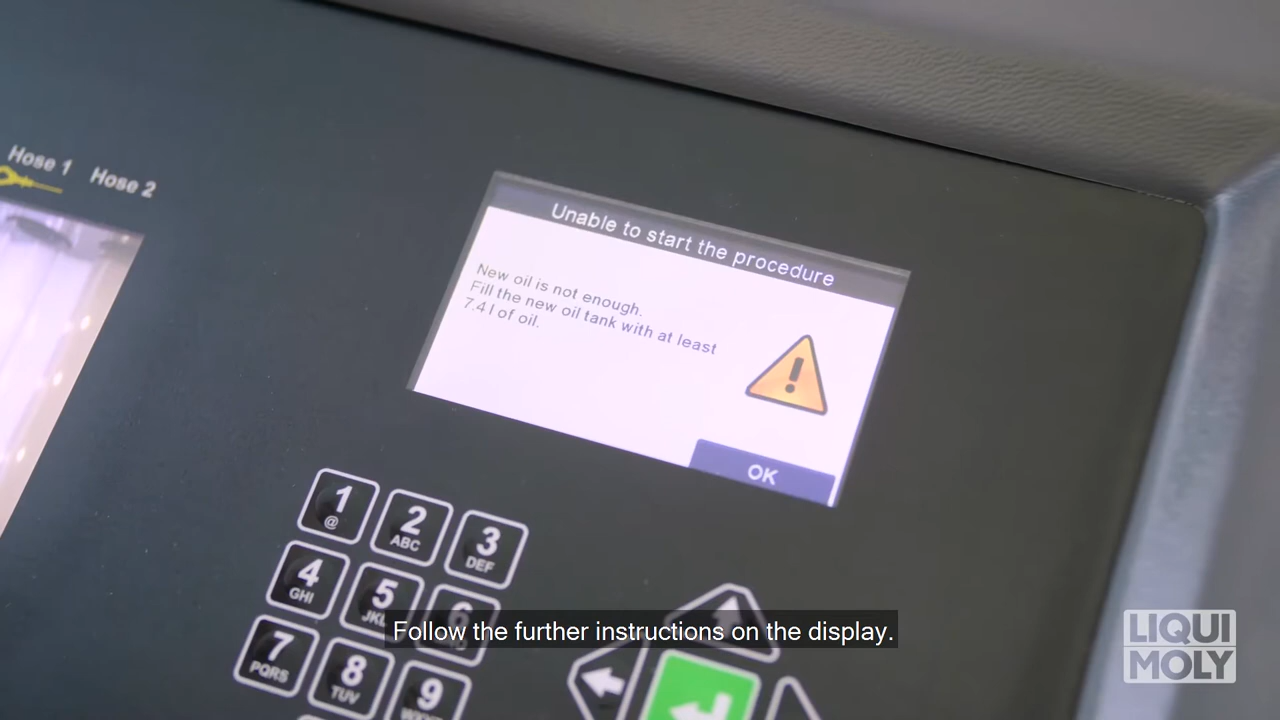 Hose 1
Hose 2
Unable to start the procedure
New oil is not enough.
Fill the new oil tank with at least
7.4 l of oil.
OK
1
@
2
ABC
3
DEF
4
GHI
5
6
7
PQRS
8
TUV
9
Follow the further instructions on the display.
LIQUI
MOLY